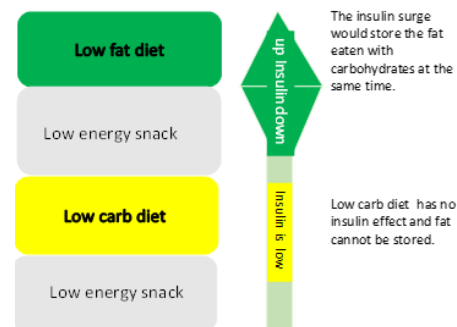 Low fat diet
Low energy snack
Low carb diet
Low energy snack
up Insulin down
Insulin is low
The insulin surge
would store the fat
eaten with
carbohydrates at the
same time.
Low carb diet has no
insulin effect and fat
cannot be stored.